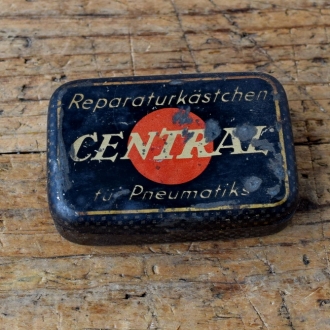 Reparaturkästchen
CENTRAL
für Pneumatiks